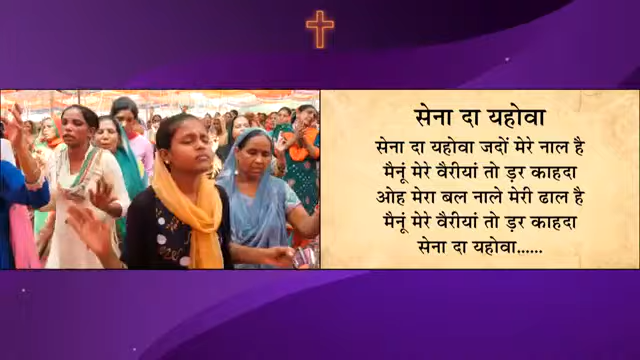 सेना दा यहोवा
सेना दा यहोवा जदों मेरे नाल है
मैनूं मेरे वैरीयां तो ड़र काहदा
ओह मेरा बल नाले मेरी ढाल है
मैनूं मेरे वैरीयां तो ड़र काहदा
सेना दा यहोवा......